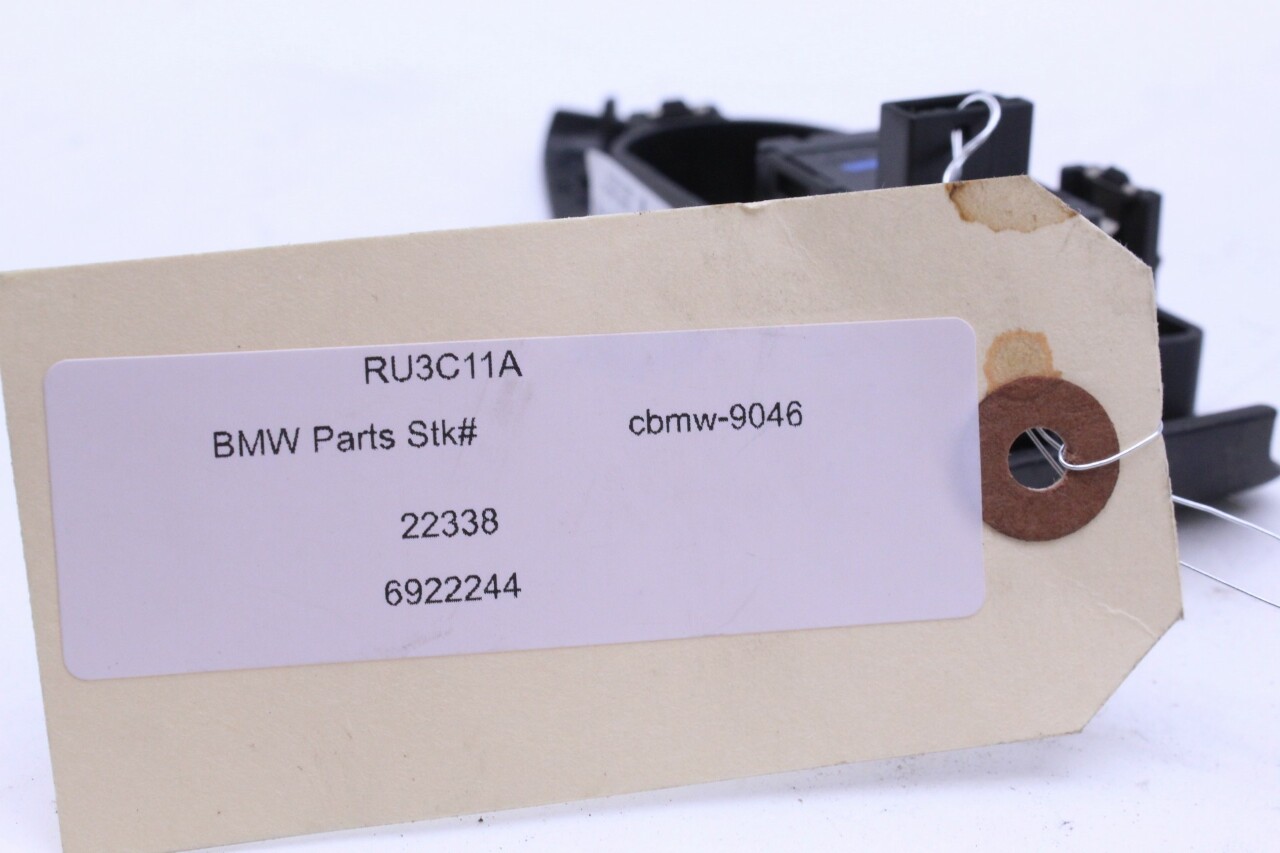 RU3C11A
BMW Parts Stk# cbmw-9046
22338
6922244